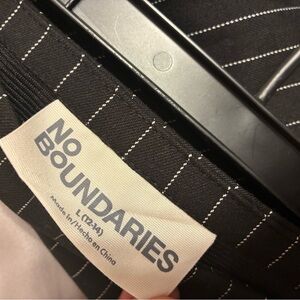 NO
BOUNDARIES
L (12-14)
Made in/Hecho en China